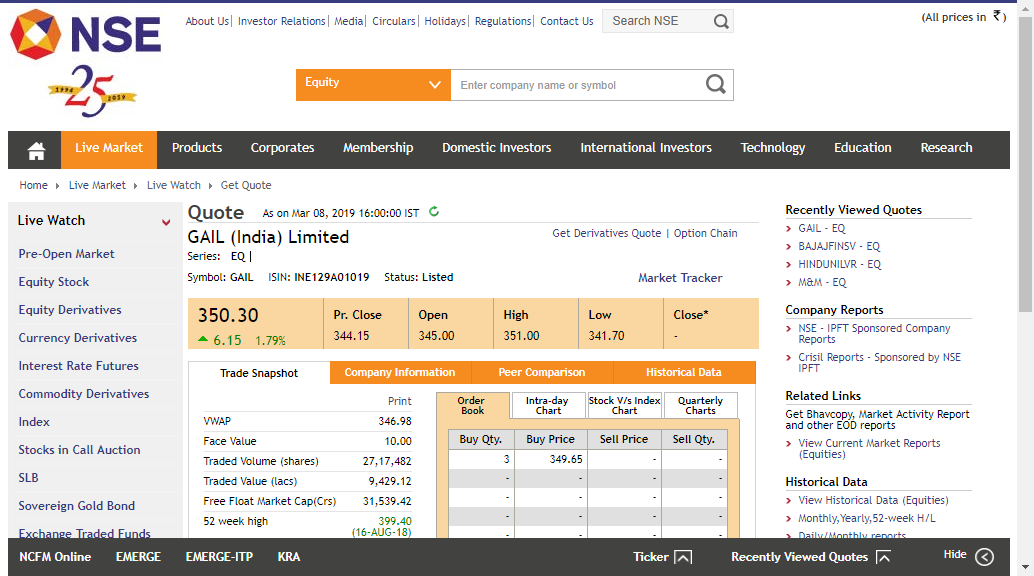 NSE
1994 25 2019
About Us| Investor Relations| Media| Circulars| Holidays| Regulations| Contact Us
Search NSE
(All prices in ₹)
Equity
Enter company name or symbol
Live Market
Products
Corporates
Membership
Domestic Investors
International Investors
Technology
Education
Research
Home Live Market Live Watch Get Quote
Live Watch
Pre-Open Market
Equity Stock
Equity Derivatives
Currency Derivatives
Interest Rate Futures
Commodity Derivatives
Index
Stocks in Call Auction
SLB
Sovereign Gold Bond
Exchange Traded Funds
Quote As on Mar 08, 2019 16:00:00 IST
GAIL (India) Limited
Get Derivatives Quote | Option Chain
Series: EQ |
Symbol: GAIL ISIN: INE129A01019 Status: Listed
Market Tracker
350.30
6.15 1.79%
Pr. Close
344.15
Open
345.00
High
351.00
Low
341.70
Close*
-
Trade Snapshot
Company Information
Peer Comparison
Historical Data
Print
VWAP 346.98
Face Value 10.00
Traded Volume (shares) 27,17,482
Traded Value (lacs) 9,429.12
Free Float Market Cap(Crs) 31,539.42
52 week high 399.40
(16-AUG-18)
Order
Book
Intra-day
Chart
Stock V/s Index
Chart
Quarterly
Charts
Buy Qty. Buy Price Sell Price Sell Qty.
3 349.65 - -
- - - -
- - -
- - - -
- - -
Recently Viewed Quotes
GAIL - EQ
BAJAJFINSV - EQ
HINDUNILVR - EQ
M&M - EQ
Company Reports
NSE - IPFT Sponsored Company
Reports
Crisil Reports - Sponsored by NSE
IPFT
Related Links
Get Bhavcopy, Market Activity Report
and other EOD reports
View Current Market Reports
(Equities)
Historical Data
View Historical Data (Equities)
Monthly,Yearly,52-week H/L
Daily/Monthly reports
NCFM Online
EMERGE
EMERGE-ITP
KRA
Ticker
Recently Viewed Quotes
Hide